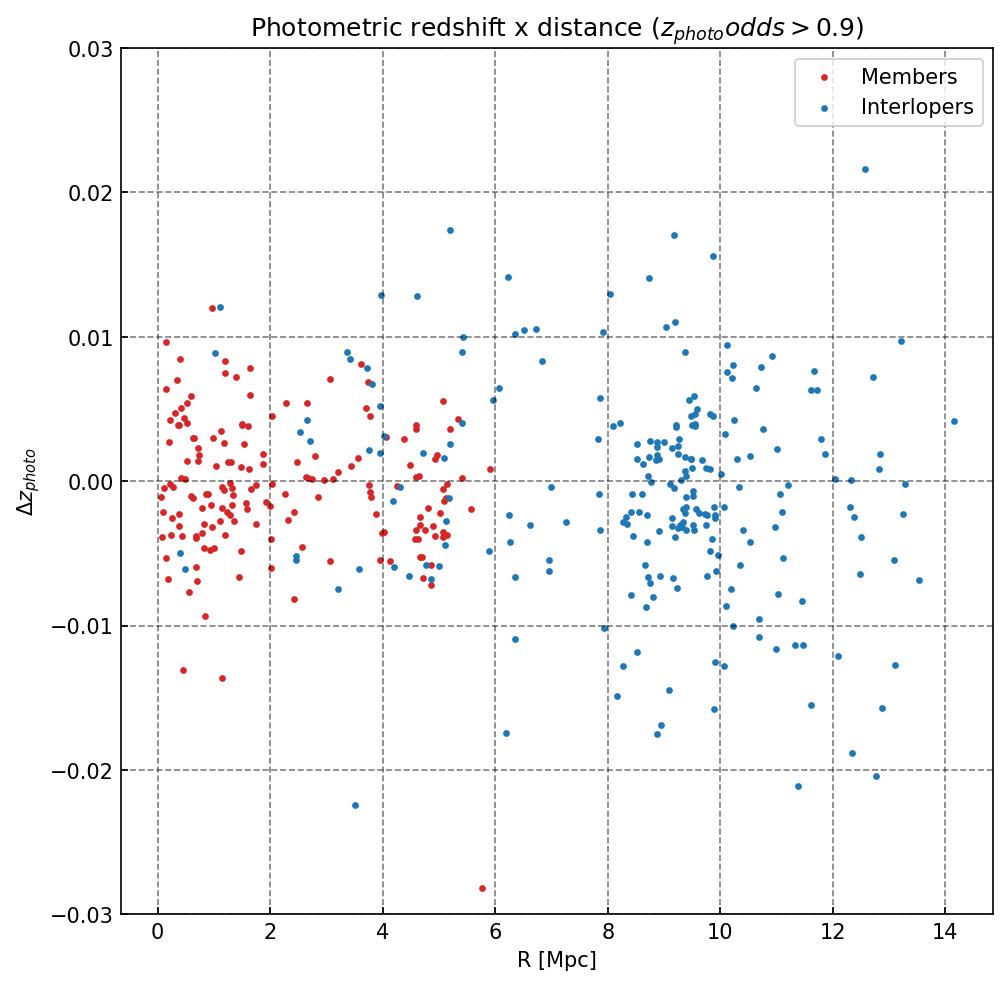 Photometric redshift x distance (z_photo odds > 0.9)
Members
Interlopers
0.03
0.02
0.01
0.00
−0.01
−0.02
−0.03
Δz_photo
0 2 4 6 8 10 12 14
R [Mpc]